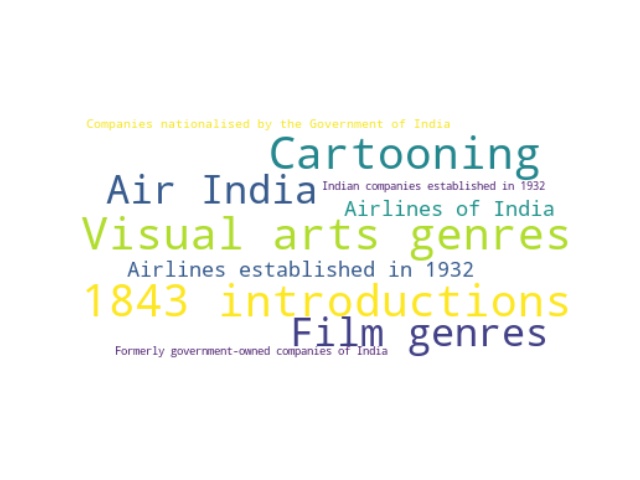 Companies nationalised by the Government of India
Cartooning
Air India
Indian companies established in 1932
Airlines of India
Visual arts genres
Airlines established in 1932
1843 introductions
Film genres
Formerly government-owned companies of India